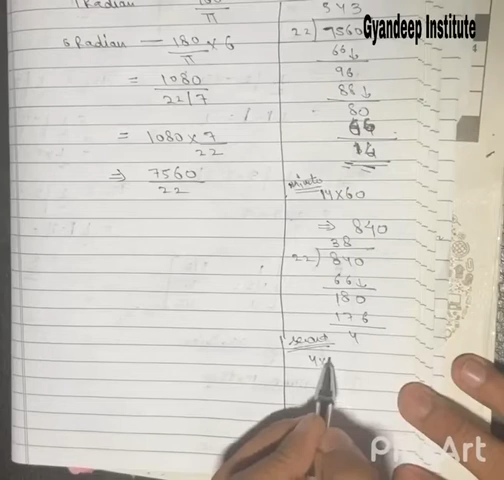 1 Radian 180/π
6 Radian — 180/π × 6
= 1080/22/7
= 1080 × 7/22
⇒ 7560/22
343
22) 7560
66↓
96
88↓
80
66
14
Minute
14×60
⇒ 840
38
22) 840
66↓
180
176
4
Second
4×
Gyandeep Institute
PicsArt